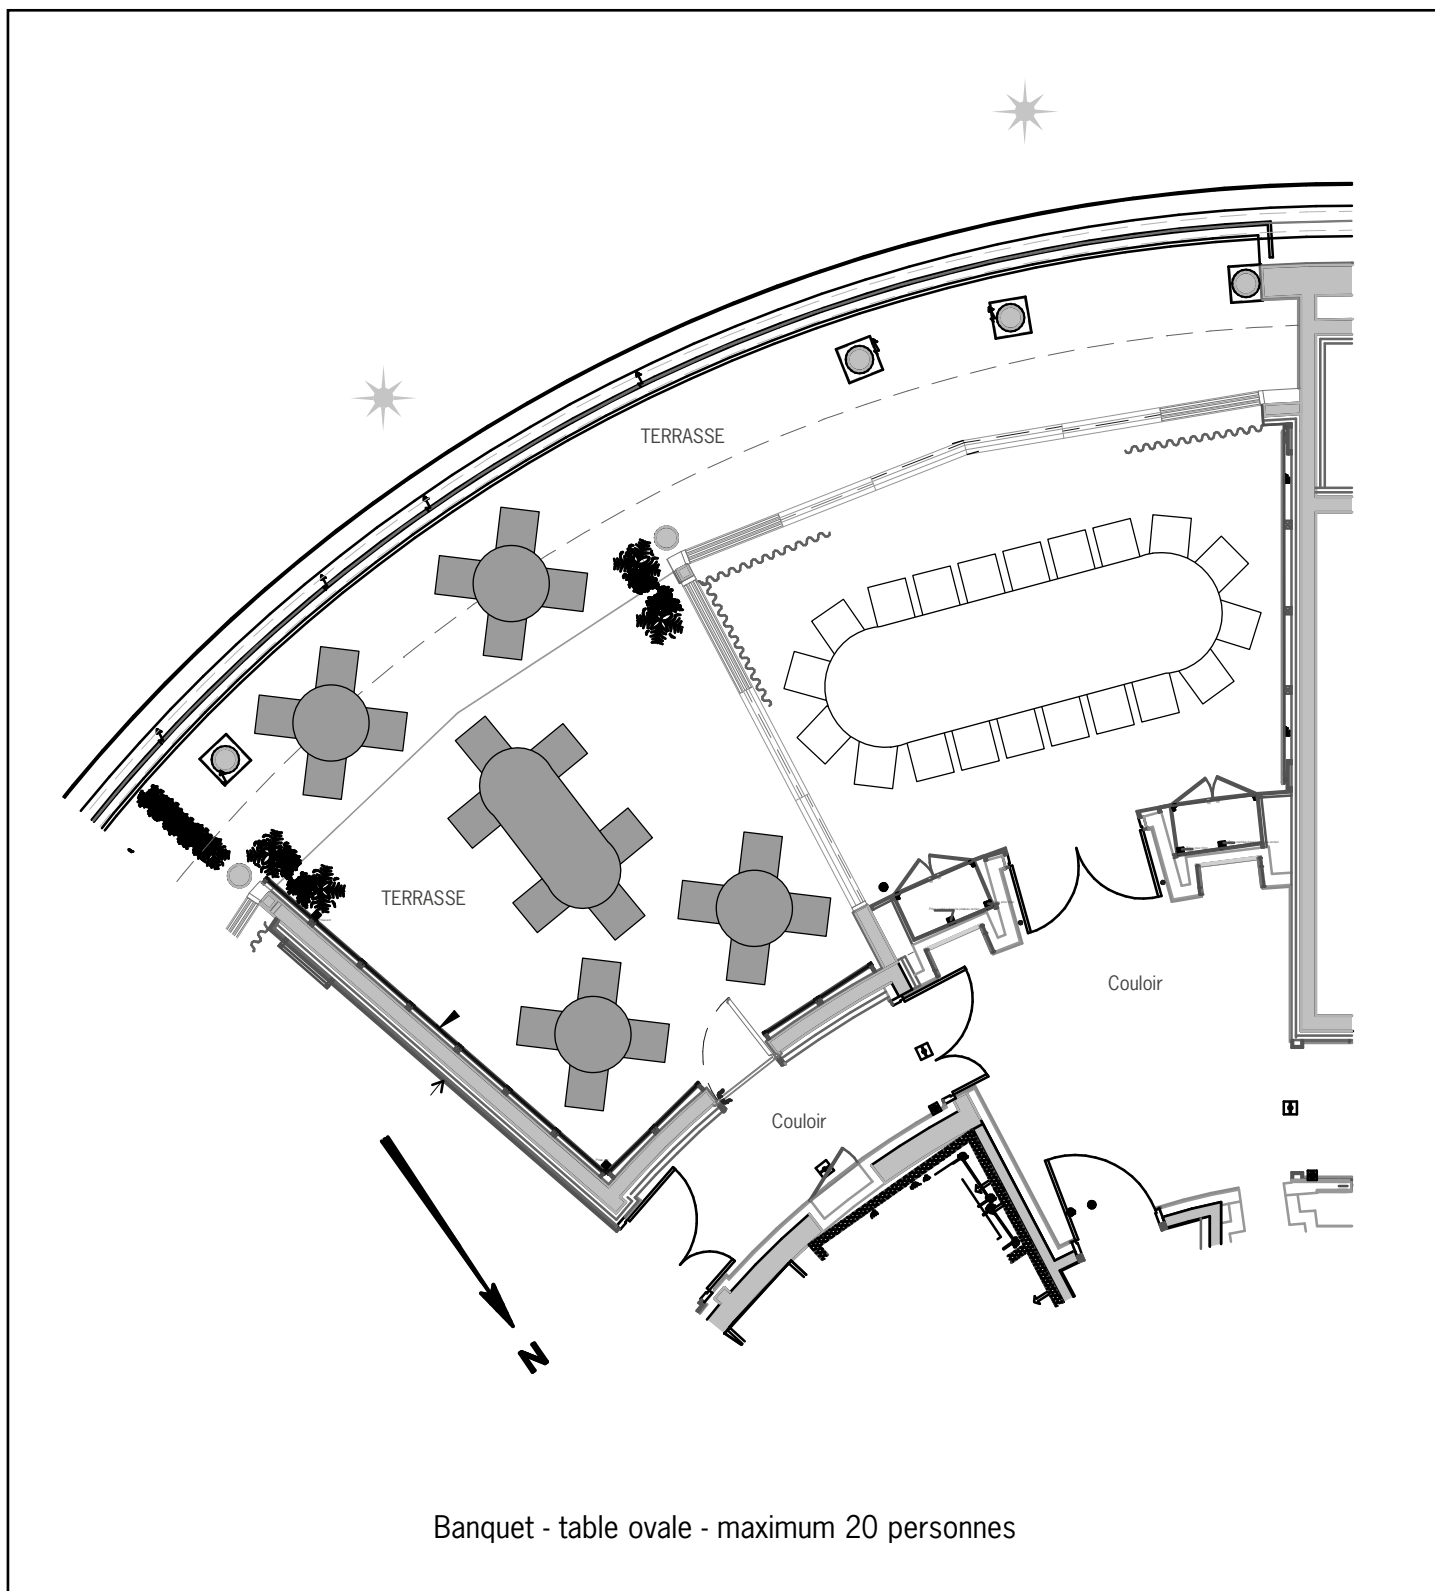 TERRASSE
TERRASSE
Couloir
Couloir
N
Banquet - table ovale - maximum 20 personnes